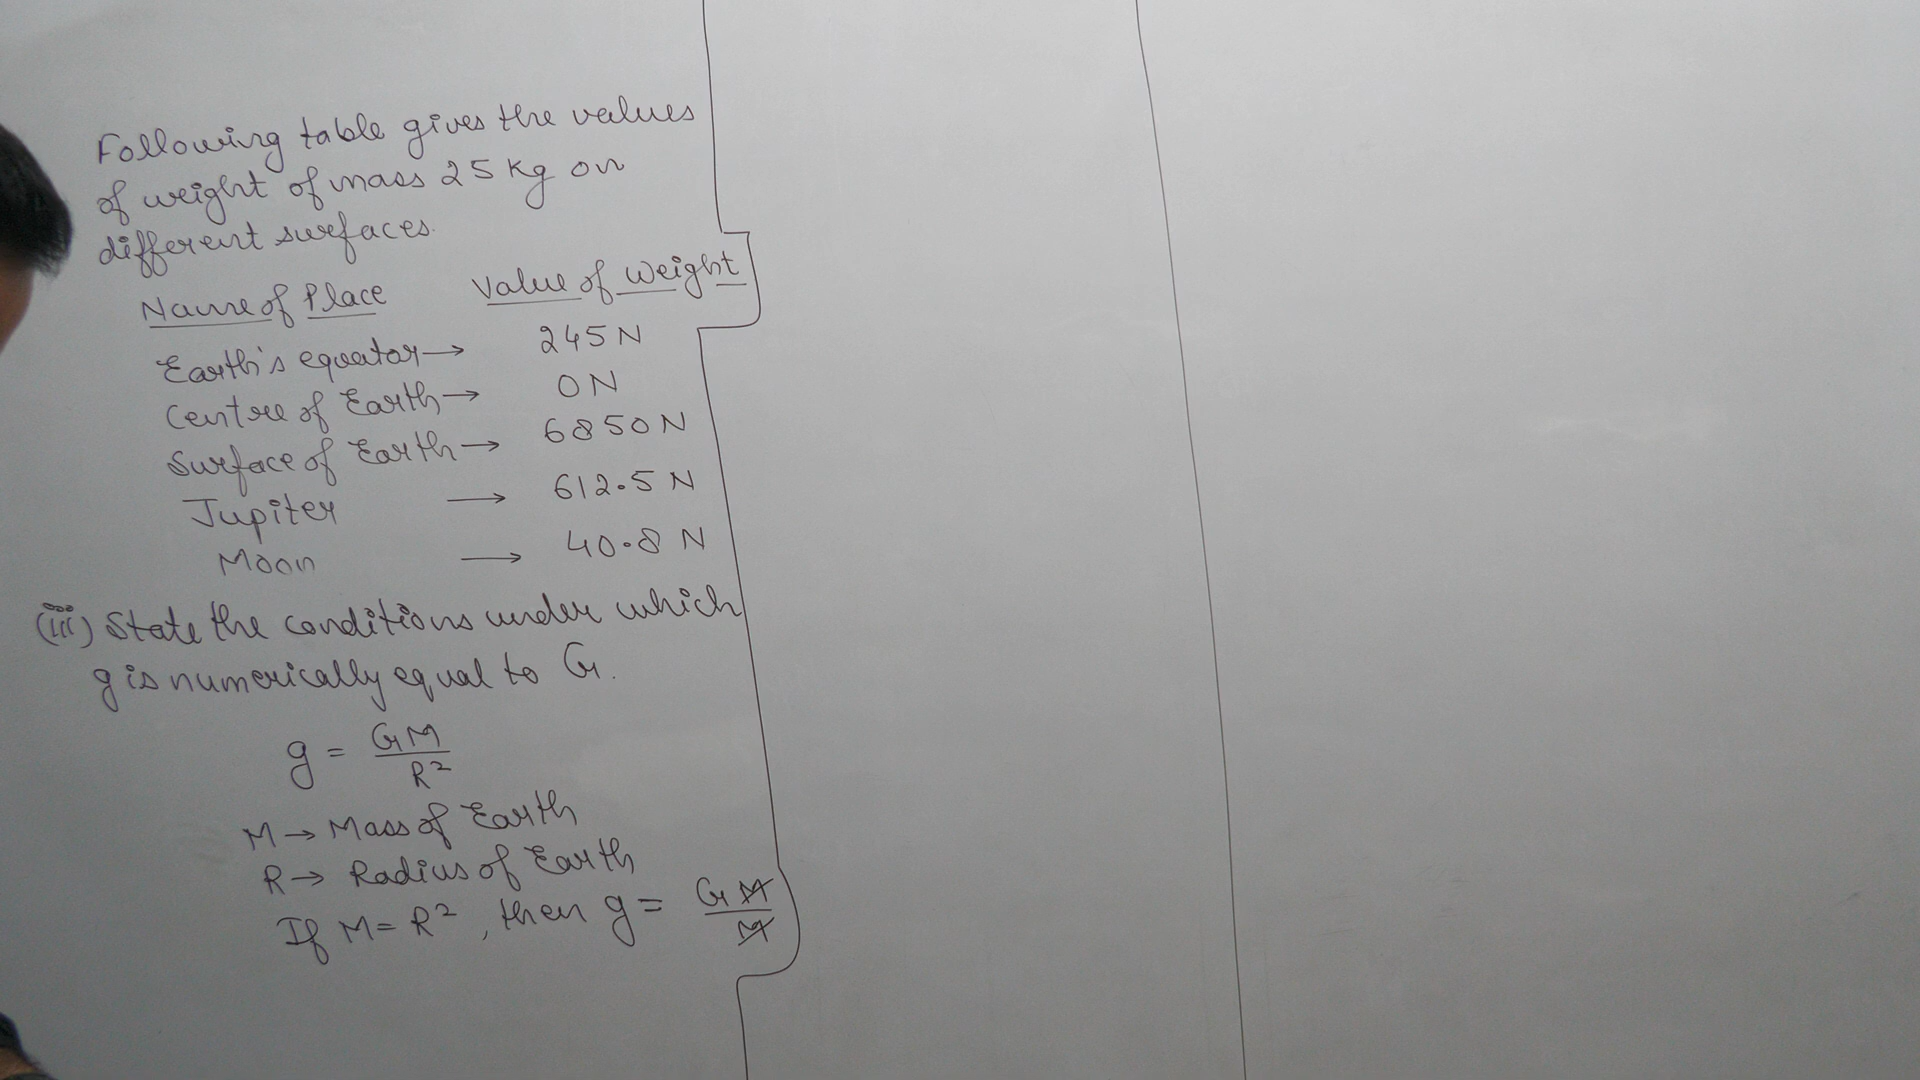 Following table gives the values
of weight of mass 25 kg on
different surfaces.
Name of Place Value of Weight
Earth's equator → 245 N
Centre of Earth → 0 N
Surface of Earth → 6850 N
Jupiter → 612.5 N
Moon → 40.8 N
(iii) State the conditions under which
g is numerically equal to G.
g = GM/R²
M → Mass of Earth
R → Radius of Earth
If M = R², then g = GM/M